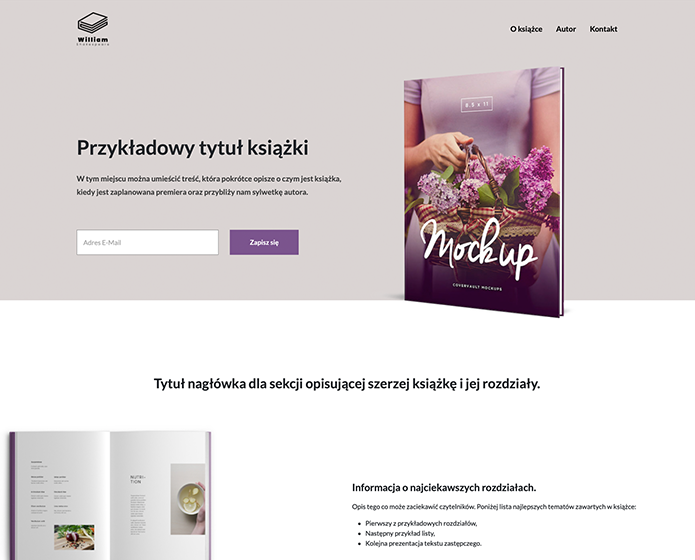 William
Shakespeare
O książce
Autor
Kontakt
8.5 x 11
Przykładowy tytuł książki
W tym miejscu można umieścić treść, która pokrótce opisze o czym jest książka,
kiedy jest zaplanowana premiera oraz przybliży nam sylwetkę autora.
Adres E-Mail
Zapisz się
Mockup
COVERVAULT MOCKUPS
Tytuł nagłówka dla sekcji opisującej szerzej książkę i jej rozdziały.
NUTRI-
TION
Informacja o najciekawszych rozdziałach.
Opis tego co może zaciekawić czytelników. Poniżej lista najlepszych tematów zawartych w książce:
Pierwszy z przykładowych rozdziałów,
Następny przykład listy,
Kolejna prezentacja tekstu zastępczego.